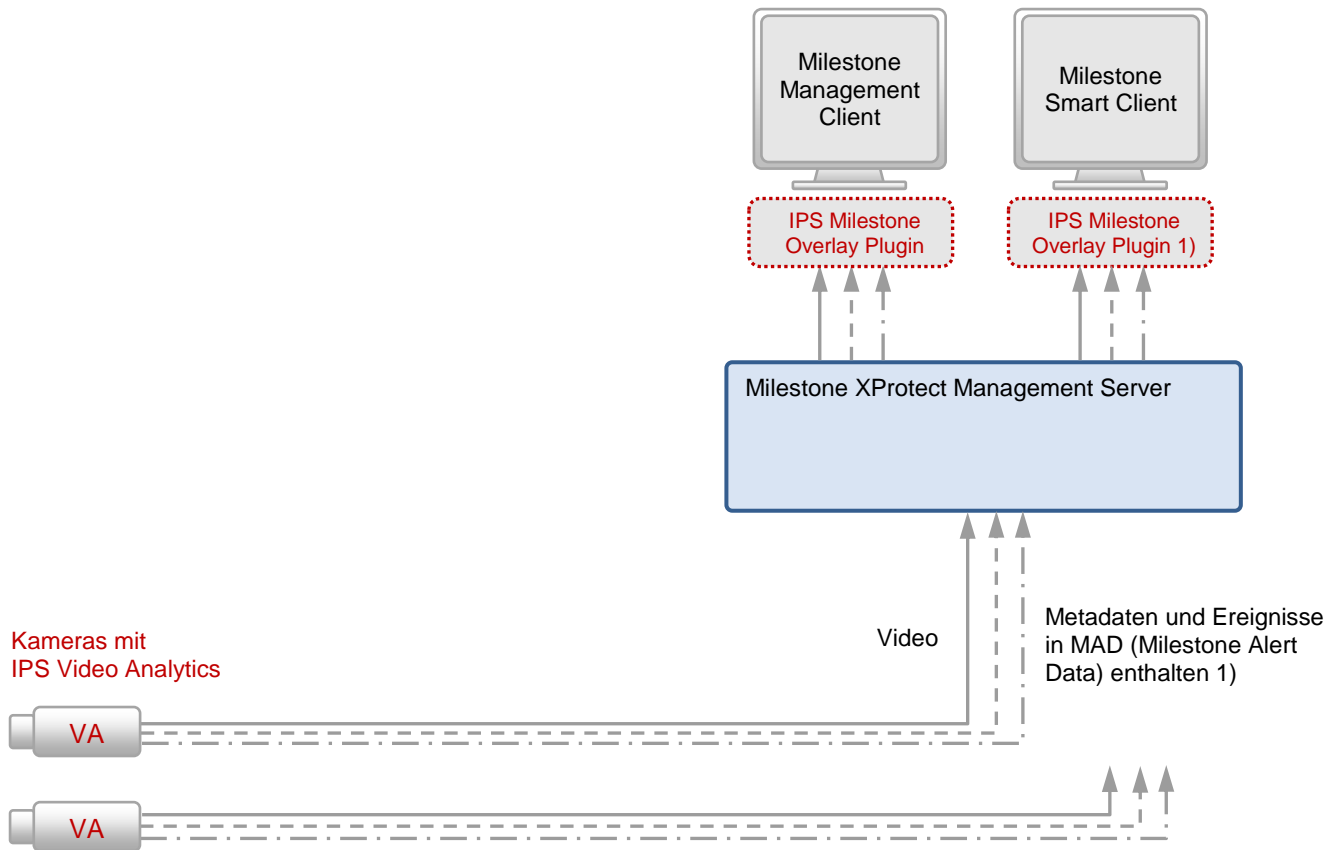 Milestone
Management
Client
Milestone
Smart Client
IPS Milestone
Overlay Plugin
IPS Milestone
Overlay Plugin 1)
Milestone XProtect Management Server
Video
Metadaten und Ereignisse
in MAD (Milestone Alert
Data) enthalten 1)
Kameras mit
IPS Video Analytics
VA
VA